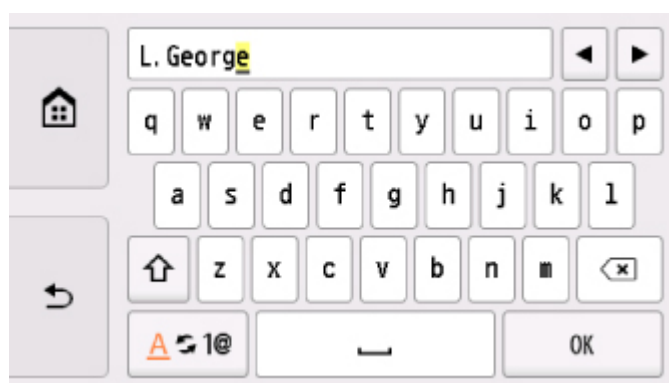 L. George
q w e r t y u i o p
a s d f g h j k l
z x c v b n m
A 1@ OK